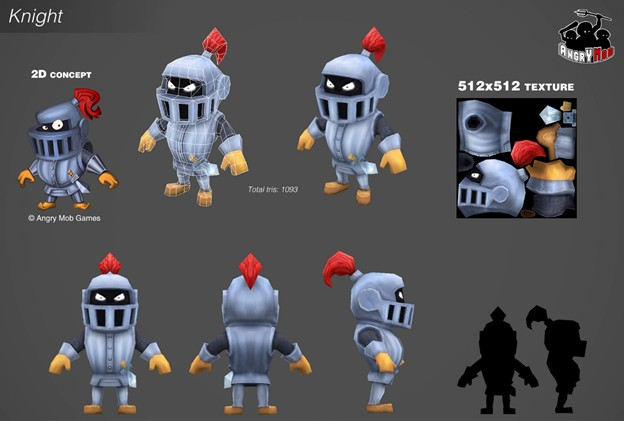 Knight
2D CONCEPT
ANGRY MOB
512x512 TEXTURE
Total tris: 1093
© Angry Mob Games